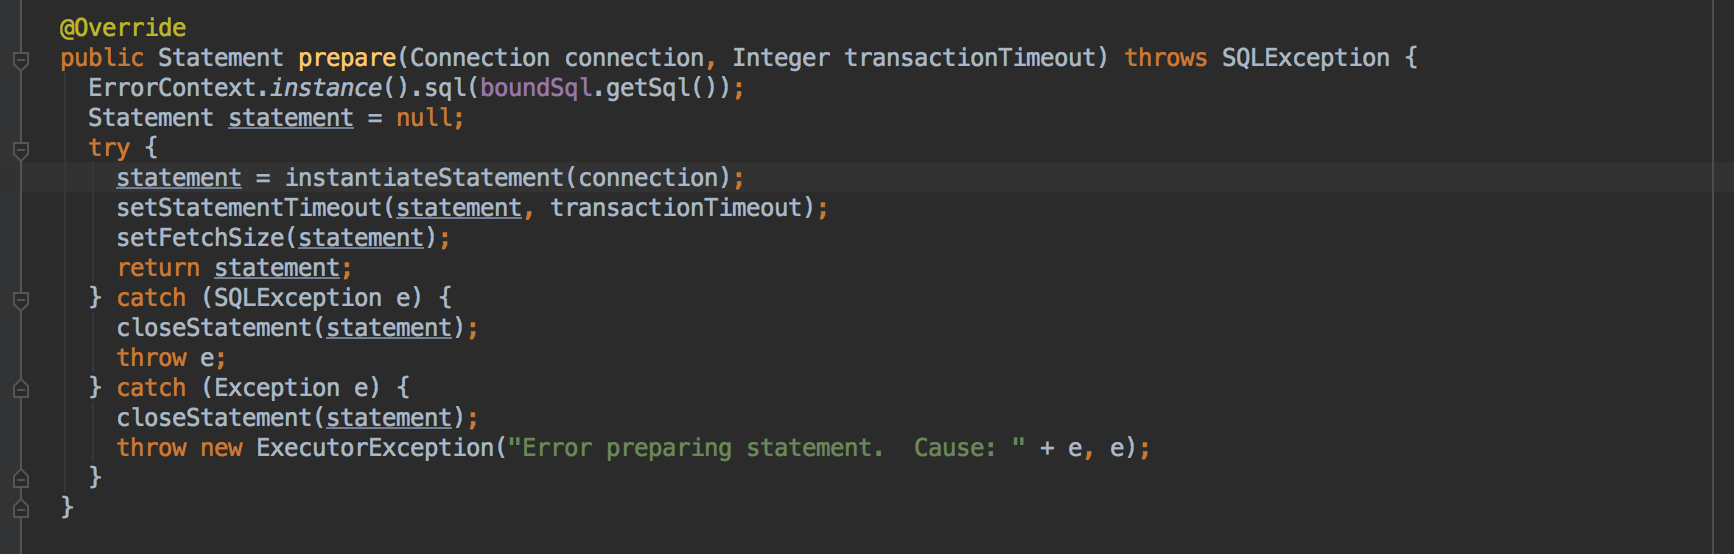 @Override
public Statement prepare(Connection connection, Integer transactionTimeout) throws SQLException {
ErrorContext.instance().sql(boundSql.getSql());
Statement statement = null;
try {
statement = instantiateStatement(connection);
setStatementTimeout(statement, transactionTimeout);
setFetchSize(statement);
return statement;
} catch (SQLException e) {
closeStatement(statement);
throw e;
} catch (Exception e) {
closeStatement(statement);
throw new ExecutorException("Error preparing statement.  Cause: " + e, e);
}
}